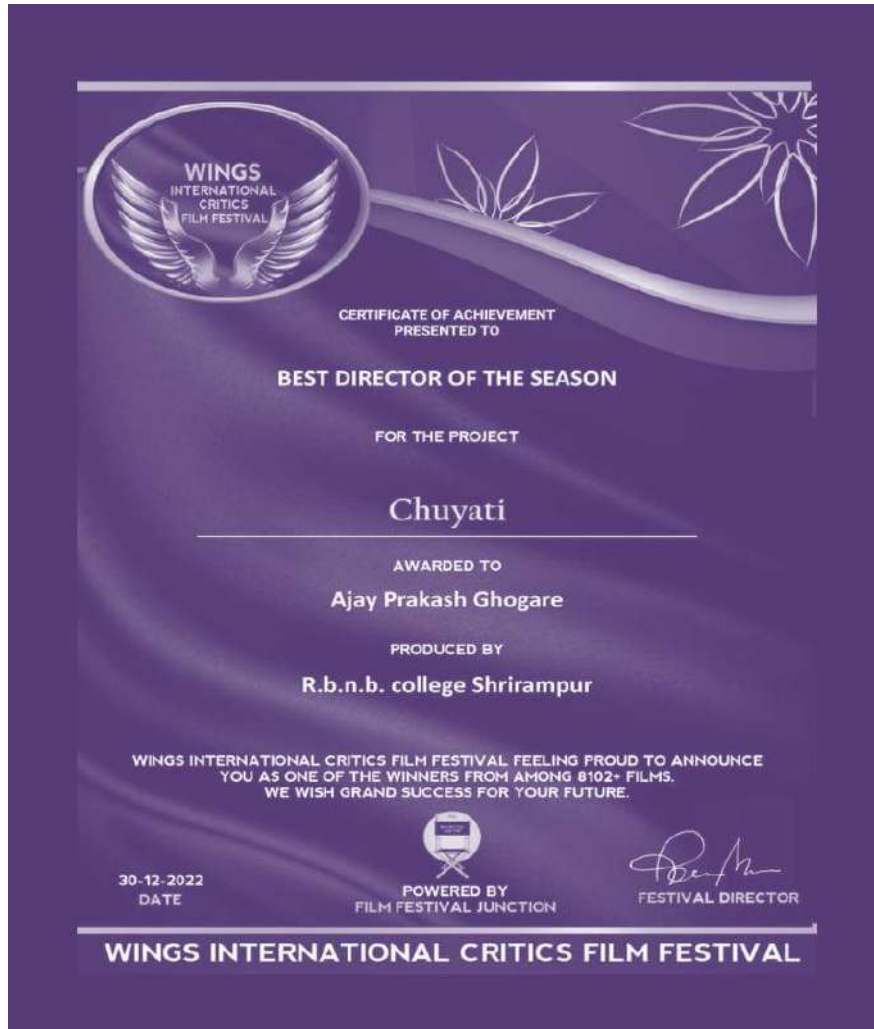 WINGS
INTERNATIONAL
CRITICS
FILM FESTIVAL
CERTIFICATE OF ACHIEVEMENT
PRESENTED TO
BEST DIRECTOR OF THE SEASON
FOR THE PROJECT
Chuyati
AWARDED TO
Ajay Prakash Ghogare
PRODUCED BY
R.b.n.b. college Shrirampur
WINGS INTERNATIONAL CRITICS FILM FESTIVAL FEELING PROUD TO ANNOUNCE
YOU AS ONE OF THE WINNERS FROM AMONG 8102+ FILMS.
WE WISH GRAND SUCCESS FOR YOUR FUTURE.
30-12-2022
DATE
POWERED BY
FILM FESTIVAL JUNCTION
FESTIVAL DIRECTOR
WINGS INTERNATIONAL CRITICS FILM FESTIVAL